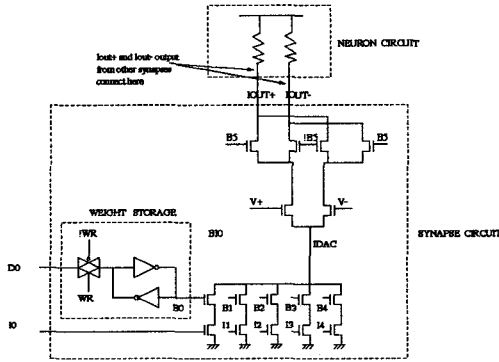 NEURON CIRCUIT
Iout+ and Iout- output
from other synapses
connect here
IOUT+ IOUT-
B5 !B5 B5
V+ V-
WEIGHT STORAGE
BI0
SYNAPSE CIRCUIT
!WR
IDAC
D0
WR
B0 B1 B2 B3 B4
I0 I1 I2 I3 I4